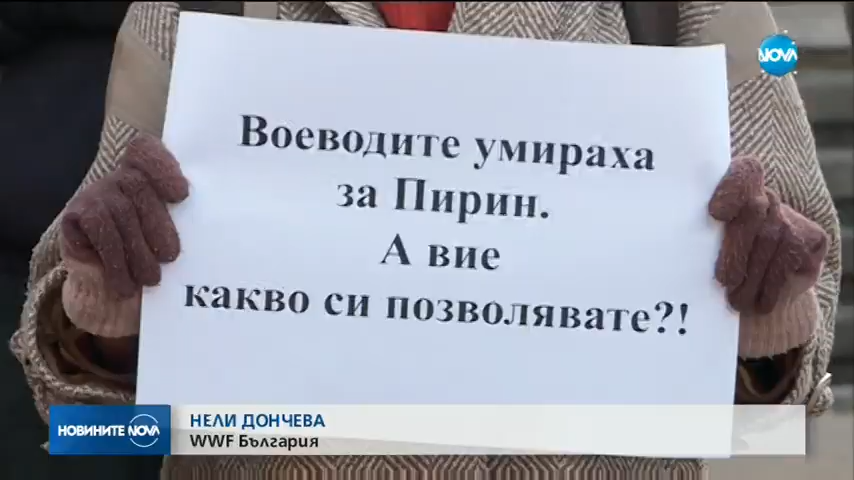 NOVA
Воеводите умираха
за Пирин.
А вие
какво си позволявате?!
НОВИНИТЕ NOVA
НЕЛИ ДОНЧЕВА
WWF България